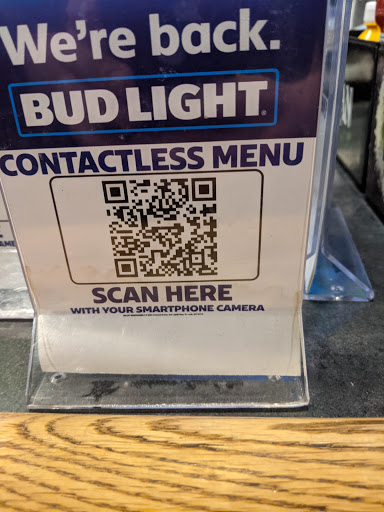 We're back.
BUD LIGHT
CONTACTLESS MENU
SCAN HERE
WITH YOUR SMARTPHONE CAMERA